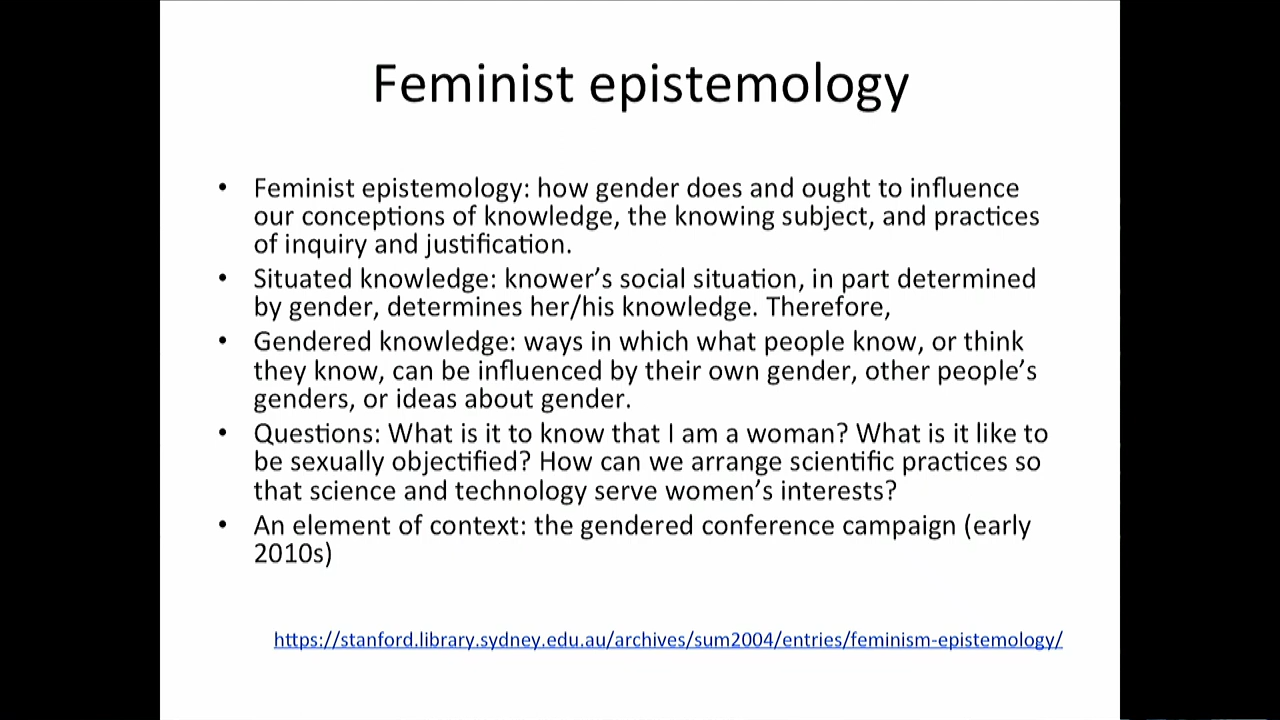 Feminist epistemology
• Feminist epistemology: how gender does and ought to influence
our conceptions of knowledge, the knowing subject, and practices
of inquiry and justification.
• Situated knowledge: knower’s social situation, in part determined
by gender, determines her/his knowledge. Therefore,
• Gendered knowledge: ways in which what people know, or think
they know, can be influenced by their own gender, other people’s
genders, or ideas about gender.
• Questions: What is it to know that I am a woman? What is it like to
be sexually objectified? How can we arrange scientific practices so
that science and technology serve women’s interests?
• An element of context: the gendered conference campaign (early
2010s)
https://stanford.library.sydney.edu.au/archives/sum2004/entries/feminism-epistemology/